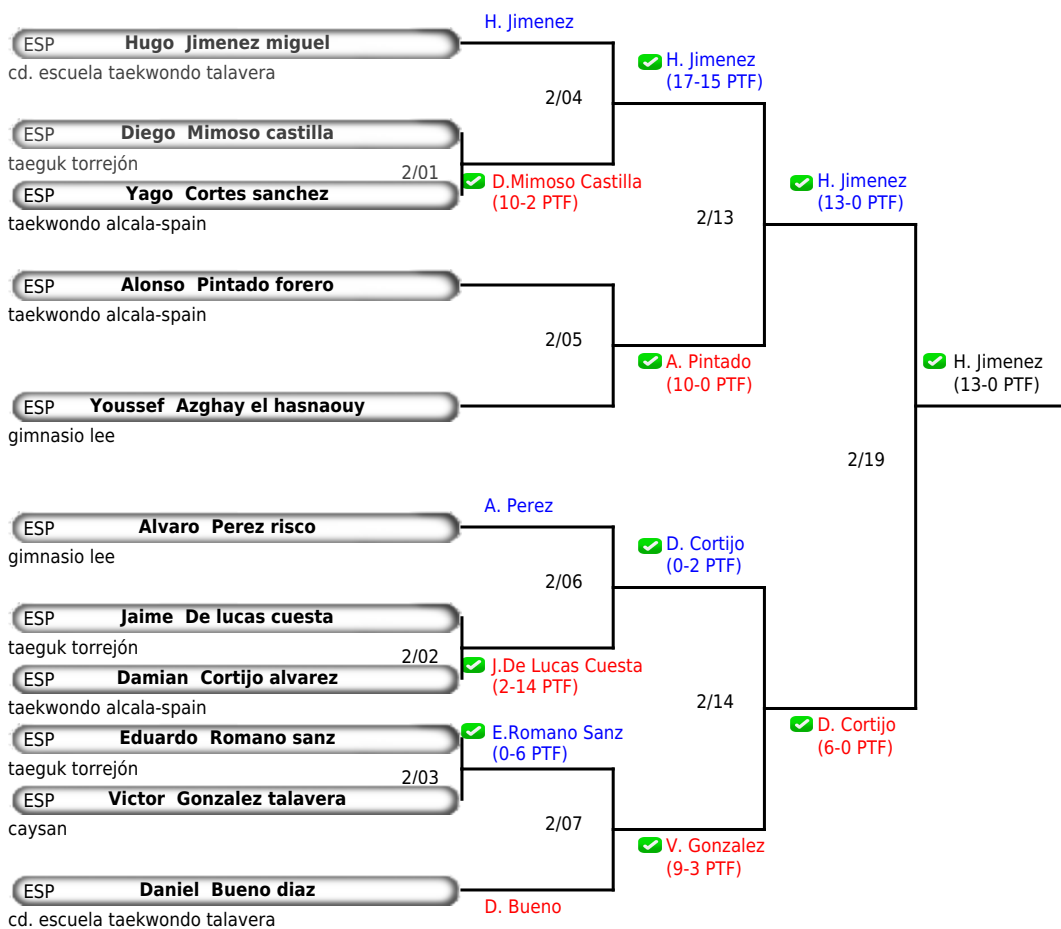 H. Jimenez
ESP Hugo Jimenez miguel
cd. escuela taekwondo talavera
H. Jimenez
(17-15 PTF)
2/04
ESP Diego Mimoso castilla
taeguk torrejón
2/01
D.Mimoso Castilla
(10-2 PTF)
ESP Yago Cortes sanchez
taekwondo alcala-spain
H. Jimenez
(13-0 PTF)
2/13
ESP Alonso Pintado forero
taekwondo alcala-spain
2/05
A. Pintado
(10-0 PTF)
H. Jimenez
(13-0 PTF)
ESP Youssef Azghay el hasnaouy
gimnasio lee
2/19
A. Perez
ESP Alvaro Perez risco
gimnasio lee
D. Cortijo
(0-2 PTF)
2/06
ESP Jaime De lucas cuesta
taeguk torrejón
2/02
J.De Lucas Cuesta
(2-14 PTF)
ESP Damian Cortijo alvarez
taekwondo alcala-spain
2/14
D. Cortijo
(6-0 PTF)
ESP Eduardo Romano sanz
taeguk torrejón
E.Romano Sanz
(0-6 PTF)
2/03
ESP Victor Gonzalez talavera
caysan
2/07
V. Gonzalez
(9-3 PTF)
ESP Daniel Bueno diaz
cd. escuela taekwondo talavera
D. Bueno